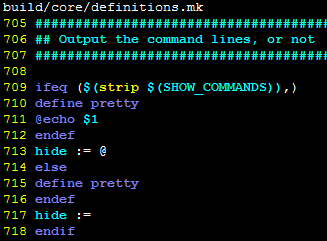 build/core/definitions.mk
705 ######################################
706 ## Output the command lines, or not
707 ######################################
708
709 ifeq ($(strip $(SHOW_COMMANDS)),)
710 define pretty
711 @echo $1
712 endef
713 hide := @
714 else
715 define pretty
716 endef
717 hide :=
718 endif